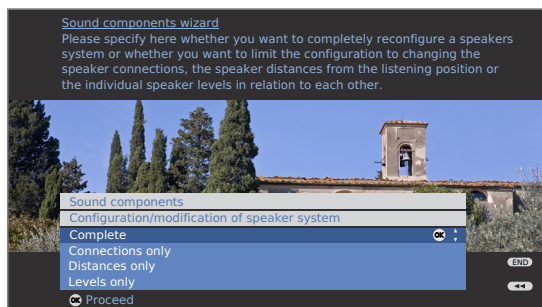 Sound components wizard
Please specify here whether you want to completely reconfigure a speakers
system or whether you want to limit the configuration to changing the
speaker connections, the speaker distances from the listening position or
the individual speaker levels in relation to each other.
Sound components
Configuration/modification of speaker system
Complete OK
Connections only
Distances only
Levels only
END
OK Proceed